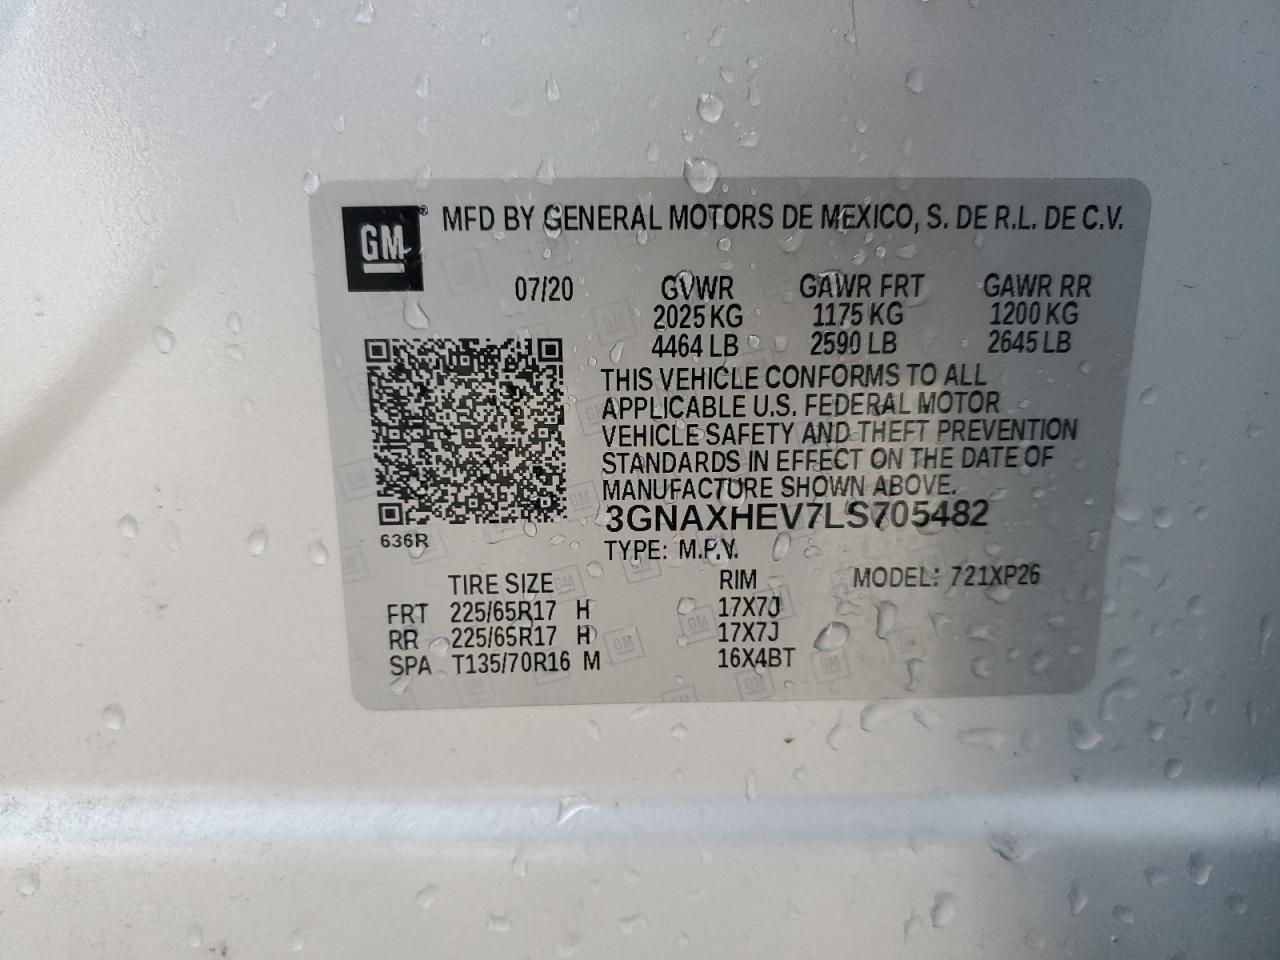 GM® MFD BY GENERAL MOTORS DE MEXICO, S. DE R.L. DE C.V.
07/20 GVWR GAWR FRT GAWR RR
2025 KG 1175 KG 1200 KG
4464 LB 2590 LB 2645 LB
THIS VEHICLE CONFORMS TO ALL
APPLICABLE U.S. FEDERAL MOTOR
VEHICLE SAFETY AND THEFT PREVENTION
STANDARDS IN EFFECT ON THE DATE OF
MANUFACTURE SHOWN ABOVE.
3GNAXHEV7LS705482
636R
TYPE: M.P.V.
TIRE SIZE RIM MODEL: 721XP26
FRT 225/65R17 H 17X7J
RR 225/65R17 H 17X7J
SPA T135/70R16 M 16X4BT